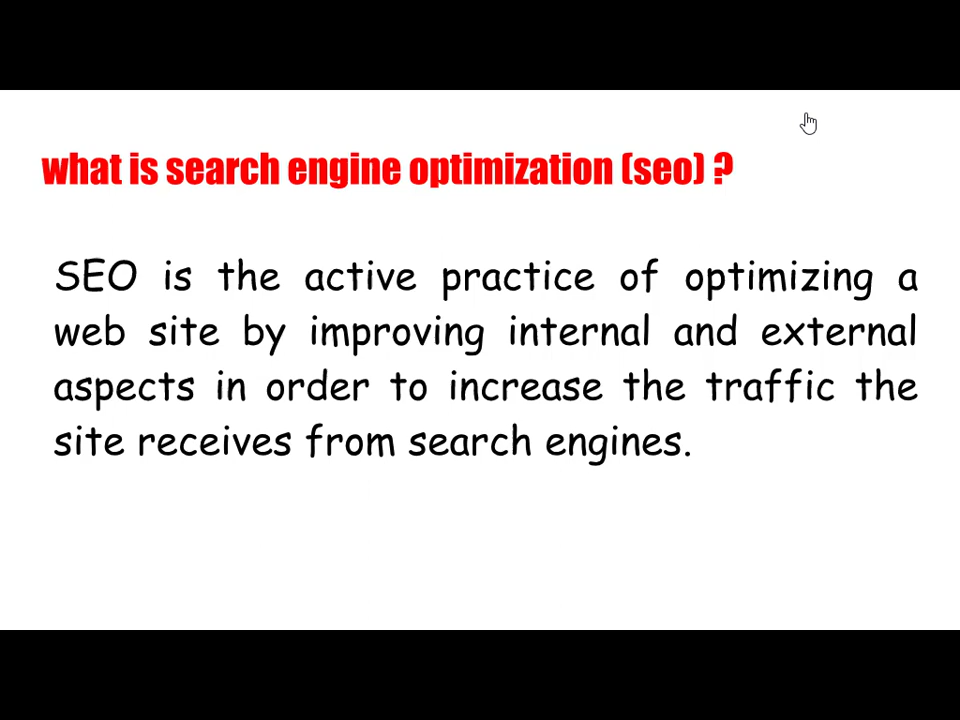 what is search engine optimization (seo) ?
SEO is the active practice of optimizing a
web site by improving internal and external
aspects in order to increase the traffic the
site receives from search engines.